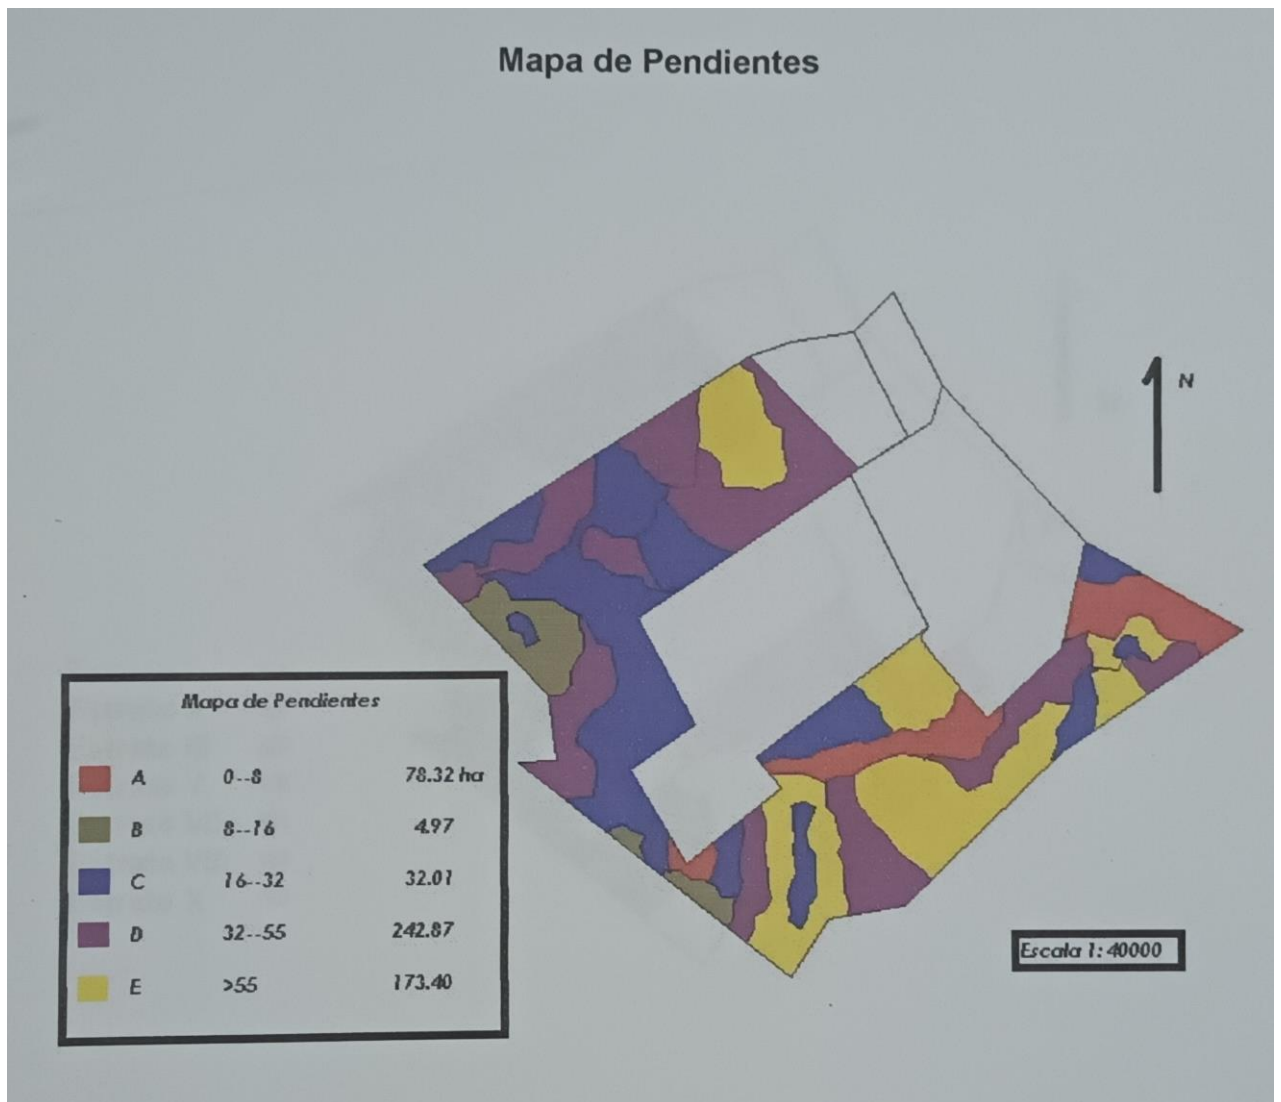 Mapa de Pendientes
N
Mapa de Pendientes
A 0--8 78.32 ha
B 8--16 4.97
C 16--32 32.01
D 32--55 242.87
E >55 173.40
Escala 1:40000